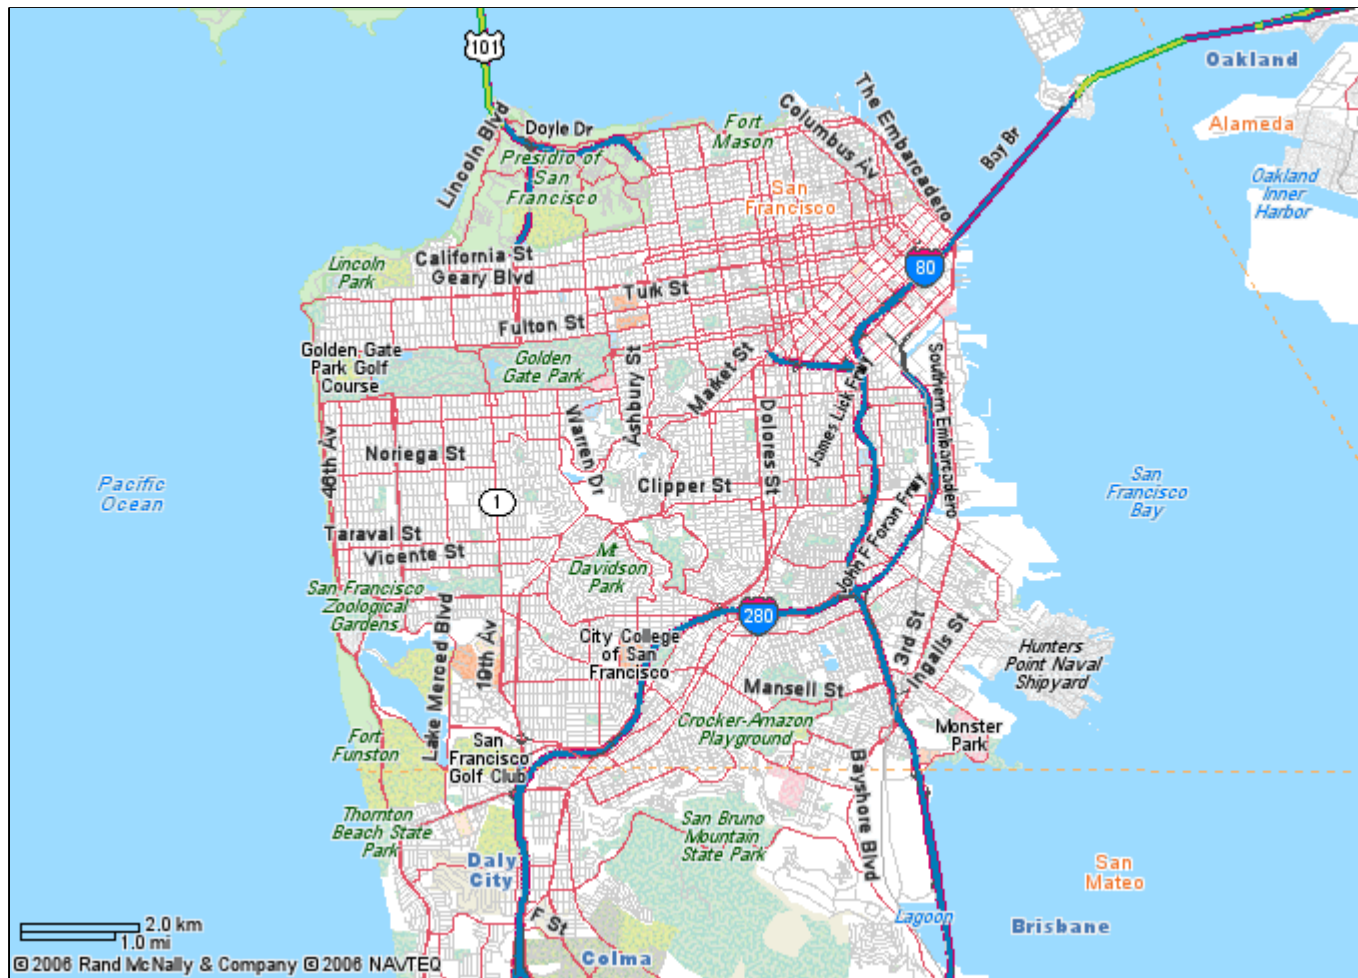 101
Oakland
Alameda
Oakland
Inner
Harbor
Lincoln Blvd
Doyle Dr
Presidio of
San
Francisco
Fort
Mason
Columbus Av
The Embarcadero
Bay Br
San
Francisco
80
California St
Geary Blvd
Lincoln
Park
Turk St
Fulton St
Golden Gate
Park Golf
Course
Golden
Gate Park
Ashbury St
Market St
Dolores St
James Lick Frwy
Southern Embarcadero
46th Av
Noriega St
Warren Dr
Clipper St
1
Pacific
Ocean
San
Francisco
Bay
Taraval St
Vicente St
Mt
Davidson
Park
John F Foran Frwy
San Francisco
Zoological
Gardens
Lake Merced Blvd
19th Av
City College
of San
Francisco
280
3rd St
Ingalls St
Hunters
Point Naval
Shipyard
Mansell St
Crocker-Amazon
Playground
Monster
Park
Fort
Funston
San
Francisco
Golf Club
Bayshore Blvd
Thornton
Beach State
Park
San Bruno
Mountain
State Park
Daly
City
San
Mateo
F St
Lagoon
Brisbane
Colma
2.0 km
1.0 mi
© 2006 Rand McNally & Company © 2006 NAVTEQ